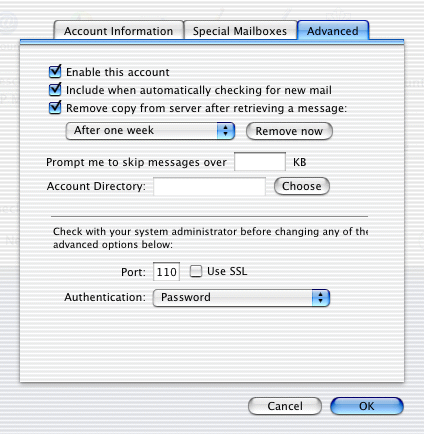 Account Information Special Mailboxes Advanced
Enable this account
Include when automatically checking for new mail
Remove copy from server after retrieving a message:
After one week Remove now
Prompt me to skip messages over KB
Account Directory: Choose
Check with your system administrator before changing any of the
advanced options below:
Port: 110 Use SSL
Authentication: Password
Cancel OK